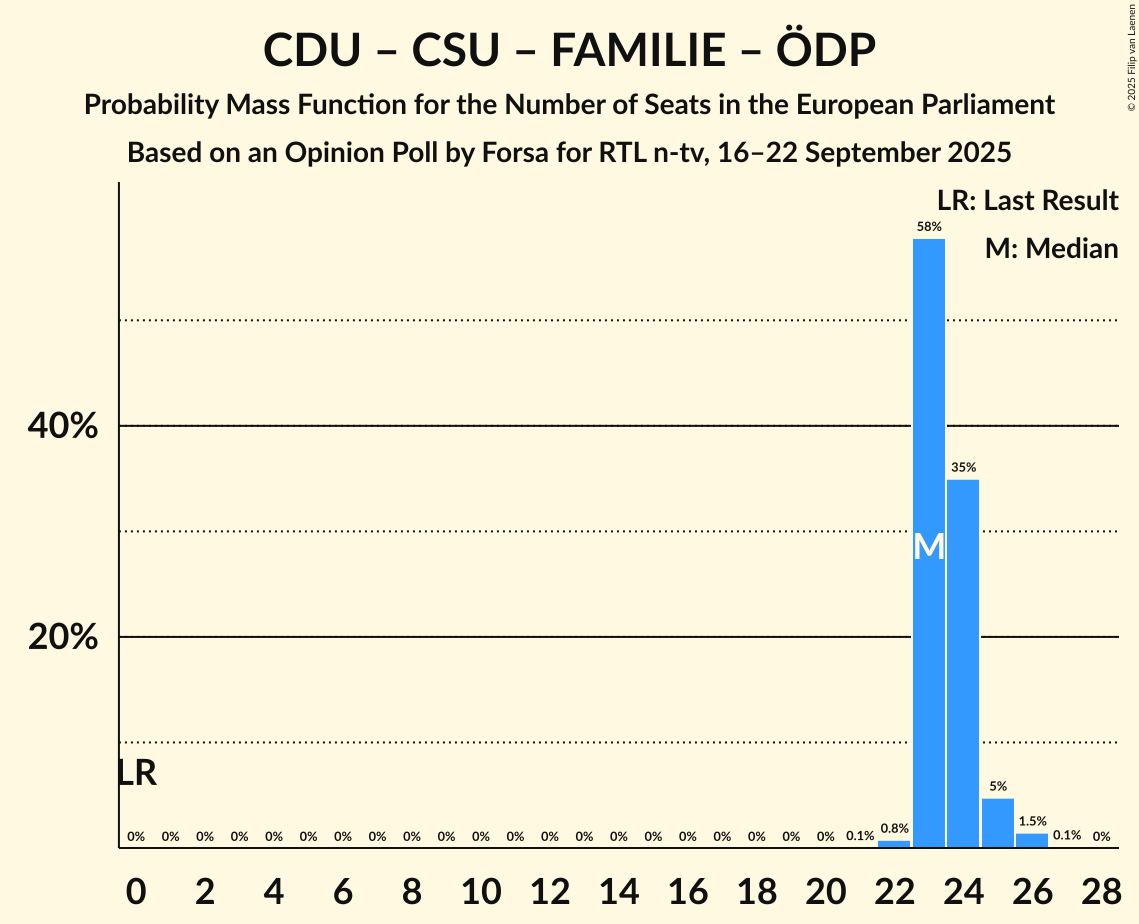 CDU – CSU – FAMILIE – ÖDP
Probability Mass Function for the Number of Seats in the European Parliament
Based on an Opinion Poll by Forsa for RTL n-tv, 16–22 September 2025
© 2025 Filip van Laenen
LR: Last Result
M: Median
58%
40%
35%
M
20%
LR
0% 0% 0% 0% 0% 0% 0% 0% 0% 0% 0% 0% 0% 0% 0% 0% 0% 0% 0% 0% 0% 0.1% 0.8% 5% 1.5% 0.1% 0%
0 2 4 6 8 10 12 14 16 18 20 22 24 26 28